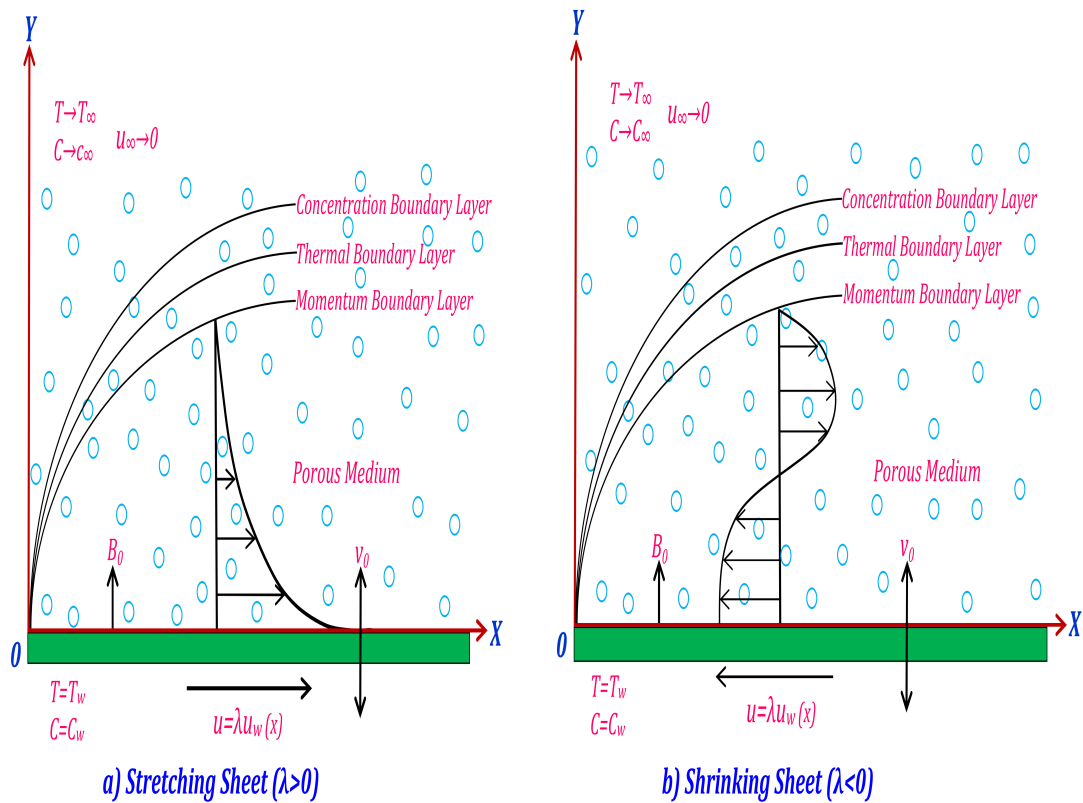 Y
T→T∞
C→c∞
u∞→0
Concentration Boundary Layer
Thermal Boundary Layer
Momentum Boundary Layer
Porous Medium
B₀
v₀
X
0
T=Tw
C=Cw
u=λuw (x)
a) Stretching Sheet (λ>0)
Y
T→T∞
C→C∞
u∞→0
Concentration Boundary Layer
Thermal Boundary Layer
Momentum Boundary Layer
Porous Medium
B₀
v₀
X
0
T=Tw
C=Cw
u=λuw (x)
b) Shrinking Sheet (λ<0)